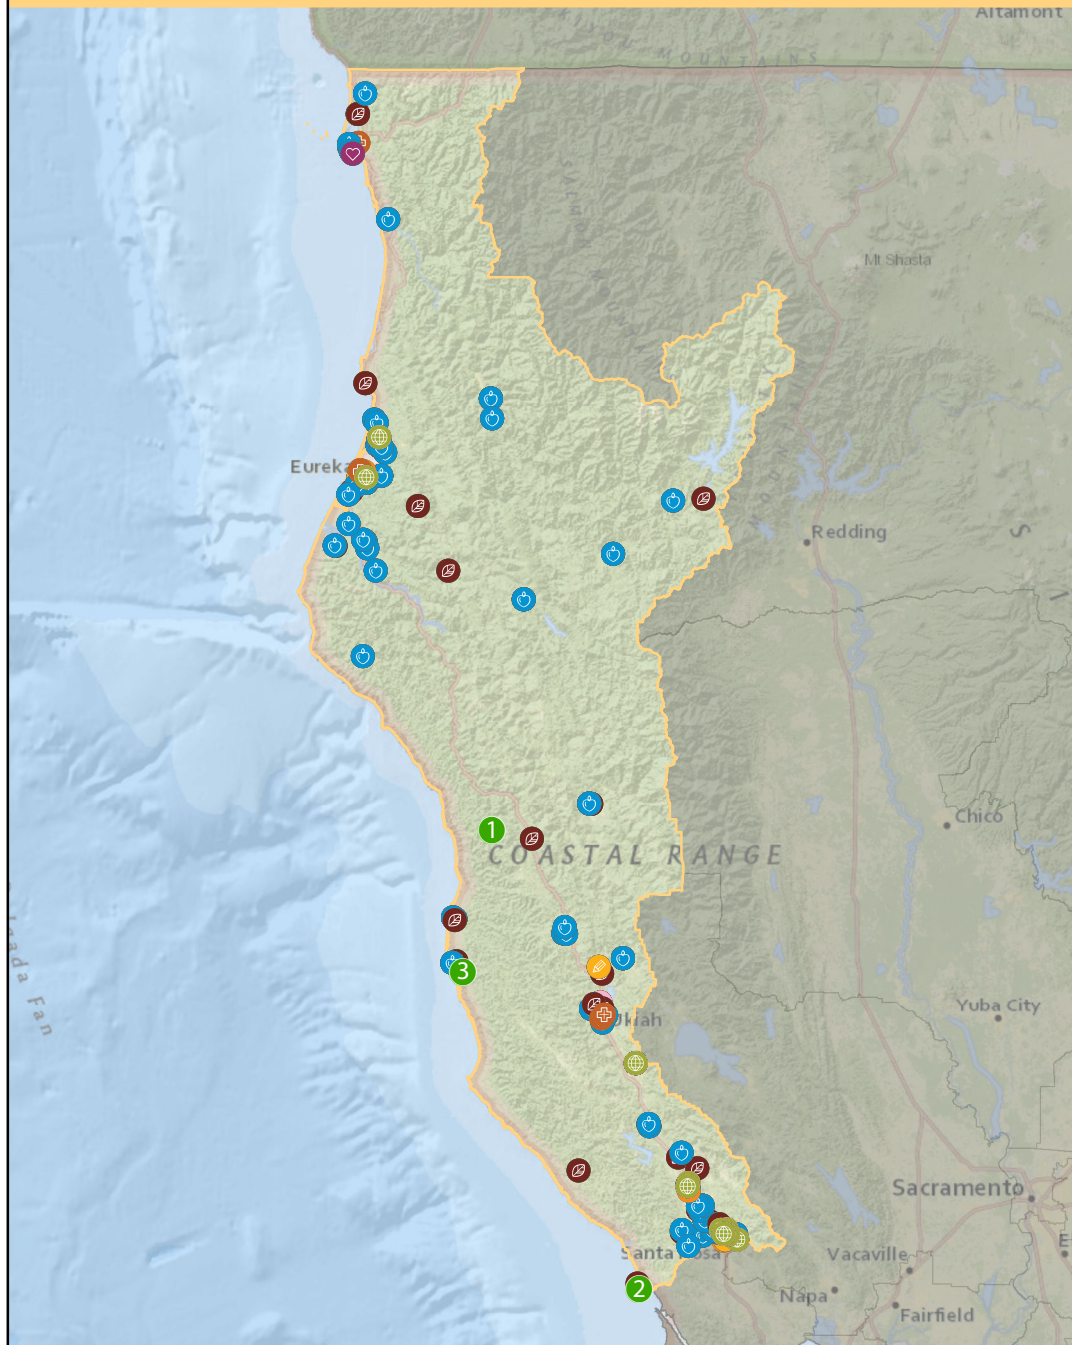 Altamont
MOUNTAINS
Mt Shasta
Eureka
Redding
S
1
Chico
COASTAL RANGE
3
Yuba City
Ukiah
Sacramento
Santa Rosa
Vacaville
2
Napa
Fairfield